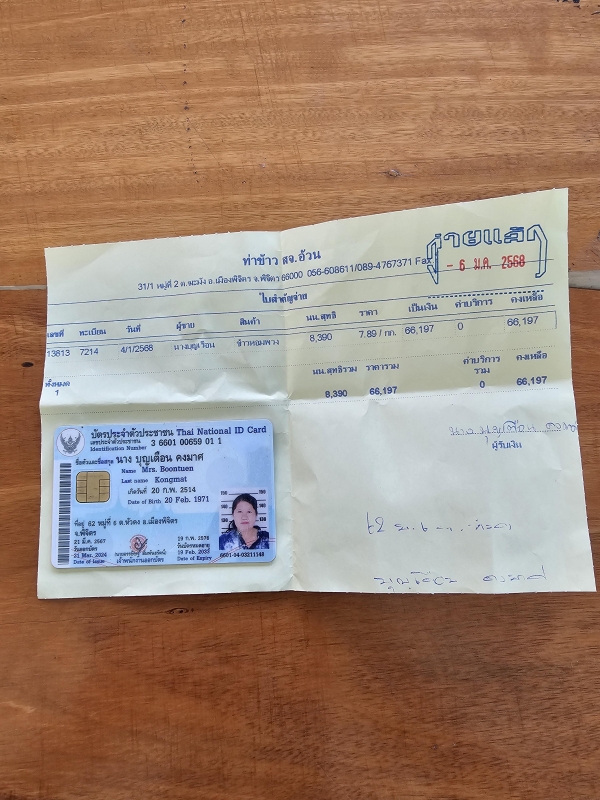 ท่าข้าว สจ.อ้วน
31/1 หมู่ที่ 2 ต.ฆะมัง อ.เมืองพิจิตร จ.พิจิตร 66000 056-608611/089-4767371 Fax
จ่ายแล้ว
- 6 ม.ค. 2568
ใบสำคัญจ่าย
เลขที่ ทะเบียน วันที่ ผู้ขาย สินค้า นน.สุทธิ ราคา เป็นเงิน ค่าบริการ คงเหลือ
13813 7214 4/1/2568 นางบุญเรือน ข้าวหอมพวง 8,390 7.89 / กก. 66,197 0 66,197
ทั้งหมด นน.สุทธิรวม ราคารวม ค่าบริการรวม คงเหลือ
1 8,390 66,197 0 66,197
ผู้รับเงิน
บัตรประจำตัวประชาชน Thai National ID Card
เลขประจำตัวประชาชน 3 6601 00659 01 1
Identification Number
ชื่อตัวและชื่อสกุล นาง บุญเตือน คงมาศ
Name Mrs. Boontuen
Last name Kongmat
เกิดวันที่ 20 ก.พ. 2514
Date of Birth 20 Feb. 1971
ที่อยู่ 62 หมู่ที่ 6 ต.หัวดง อ.เมืองพิจิตร
จ.พิจิตร
21 มี.ค. 2567
วันออกบัตร
21 Mar. 2024
Date of Issue
เจ้าพนักงานออกบัตร
19 ก.พ. 2576
วันบัตรหมดอายุ
19 Feb. 2033
Date of Expiry
6601-04-03211148